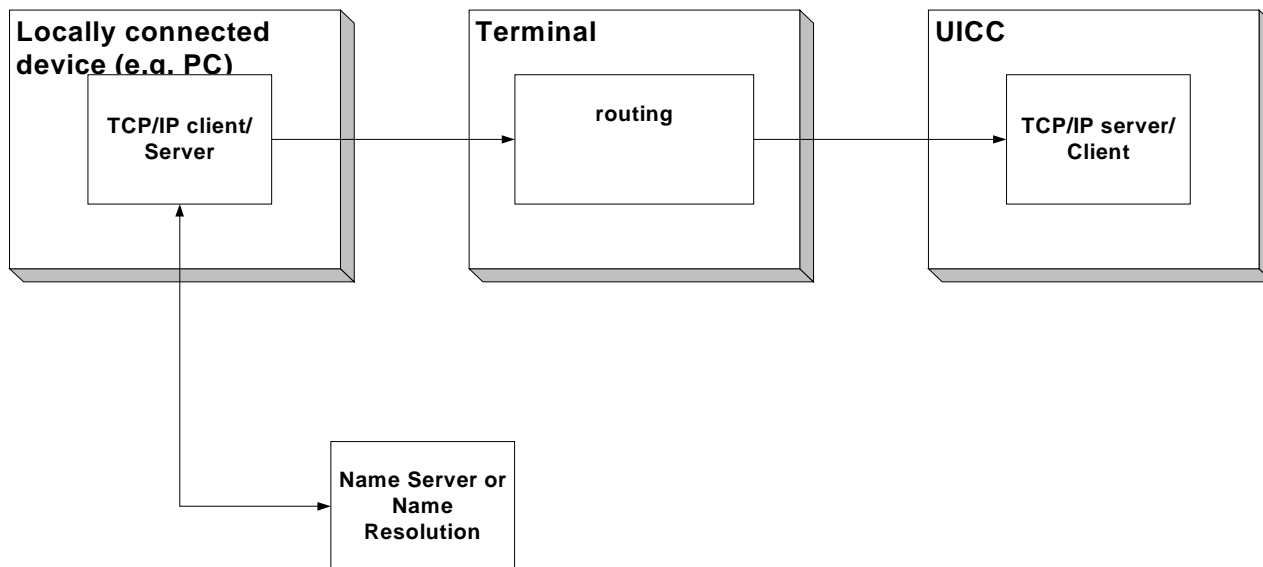 Locally connected
device (e.g. PC)
TCP/IP client/
Server
Terminal
routing
UICC
TCP/IP server/
Client
Name Server or
Name
Resolution